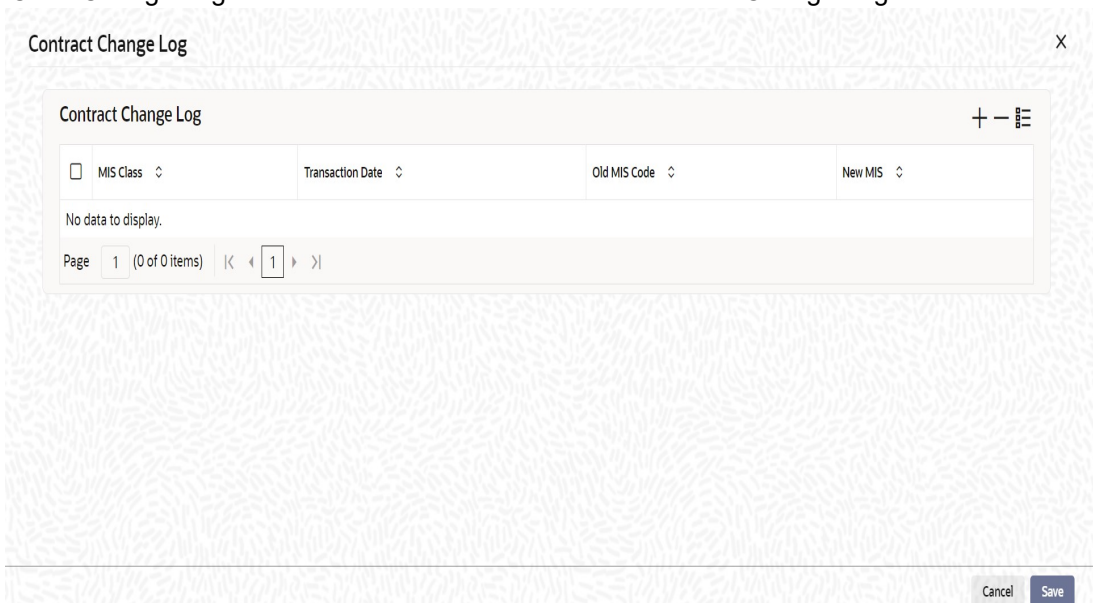 Contract Change Log
Contract Change Log
MIS Class Transaction Date Old MIS Code New MIS
No data to display.
Page 1 (0 of 0 items) 1
Cancel Save